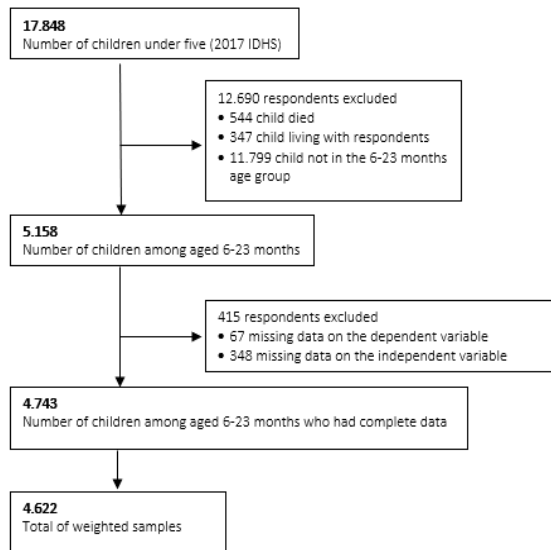 17.848
Number of children under five (2017 IDHS)
12.690 respondents excluded
• 544 child died
• 347 child living with respondents
• 11.799 child not in the 6-23 months
age group
5.158
Number of children among aged 6-23 months
415 respondents excluded
• 67 missing data on the dependent variable
• 348 missing data on the independent variable
4.743
Number of children among aged 6-23 months who had complete data
4.622
Total of weighted samples